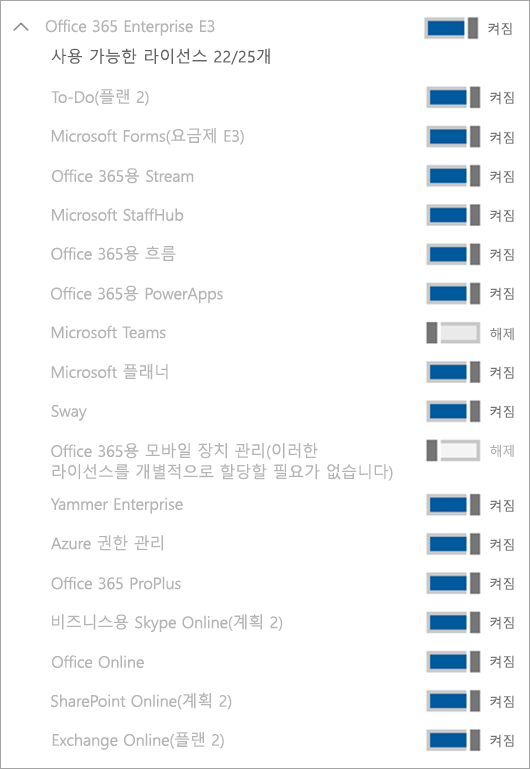 Office 365 Enterprise E3 켜짐
사용 가능한 라이선스 22/25개
To-Do(플랜 2) 켜짐
Microsoft Forms(요금제 E3) 켜짐
Office 365용 Stream 켜짐
Microsoft StaffHub 켜짐
Office 365용 흐름 켜짐
Office 365용 PowerApps 켜짐
Microsoft Teams 해제
Microsoft 플래너 켜짐
Sway 켜짐
Office 365용 모바일 장치 관리(이러한 해제
라이선스를 개별적으로 할당할 필요가 없습니다)
Yammer Enterprise 켜짐
Azure 권한 관리 켜짐
Office 365 ProPlus 켜짐
비즈니스용 Skype Online(계획 2) 켜짐
Office Online 켜짐
SharePoint Online(계획 2) 켜짐
Exchange Online(플랜 2) 켜짐